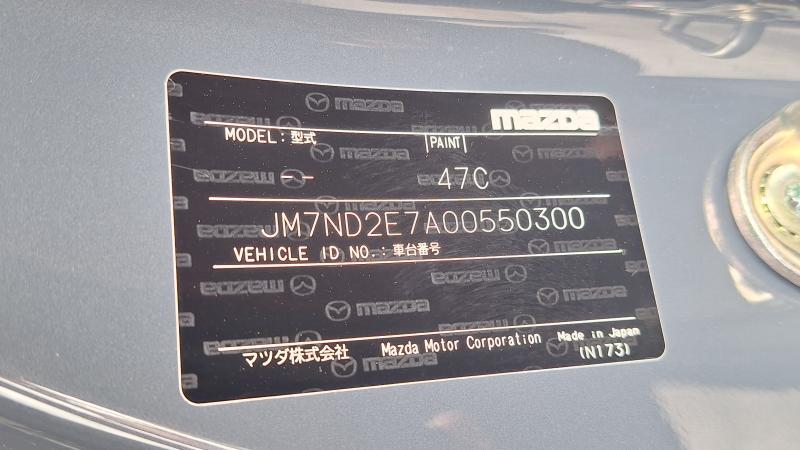 mazda
MODEL: 型式 PAINT
-- 47C
JM7ND2E7A00550300
VEHICLE ID NO.: 車台番号
マツダ株式会社 Mazda Motor Corporation Made in Japan
(N173)